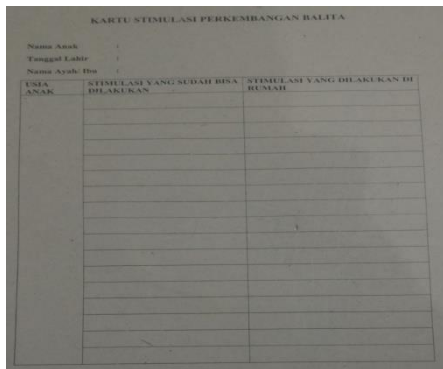 KARTU STIMULASI PERKEMBANGAN BALITA
Nama Anak :
Tanggal Lahir :
Nama Ayah/ Ibu :
USIA ANAK
STIMULASI YANG SUDAH BISA DILAKUKAN
STIMULASI YANG DILAKUKAN DI RUMAH